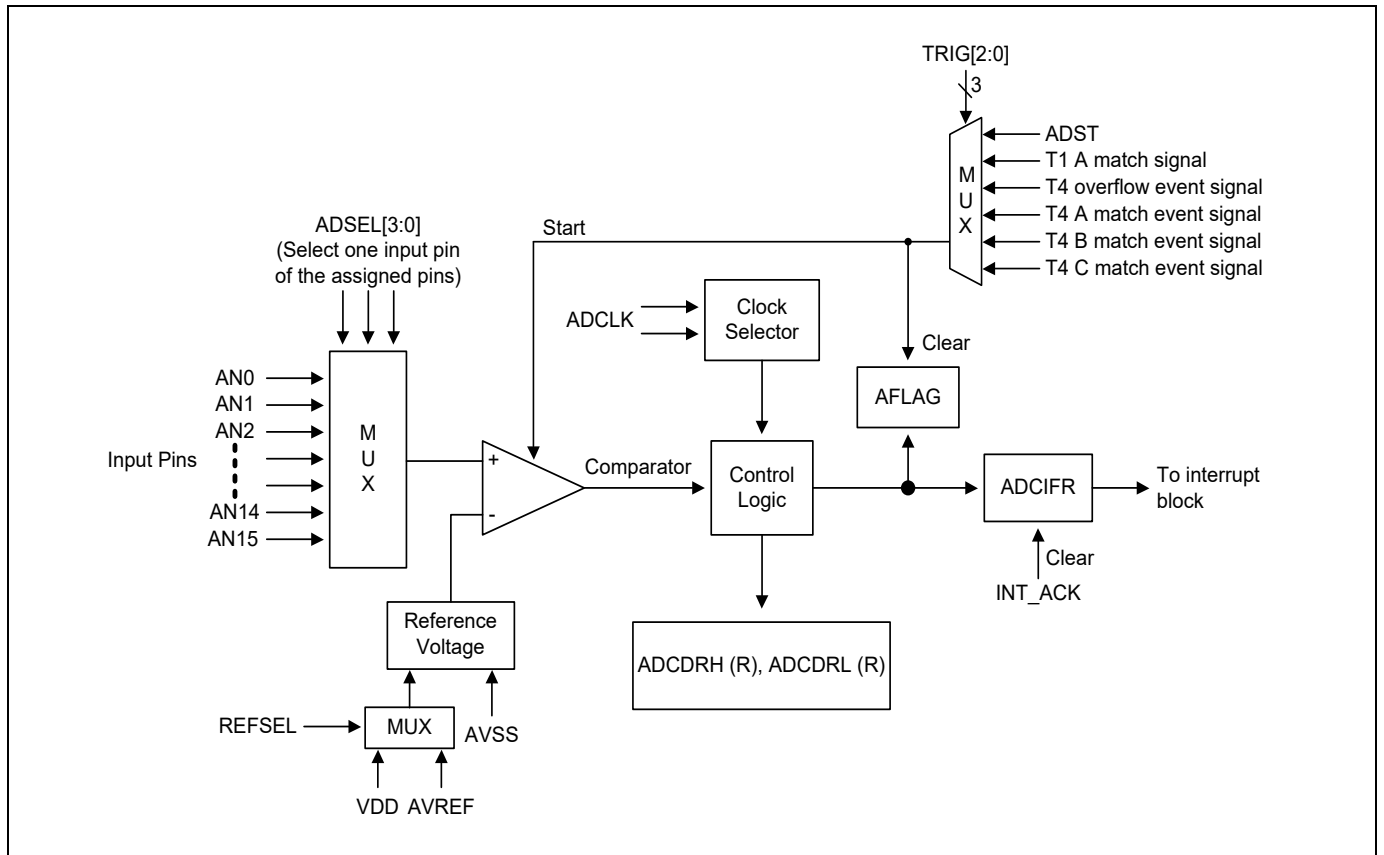 TRIG[2:0]
3
ADST
T1 A match signal
T4 overflow event signal
T4 A match event signal
T4 B match event signal
T4 C match event signal
M
U
X
Start
ADSEL[3:0]
(Select one input pin
of the assigned pins)
ADCLK
Clock
Selector
Clear
AFLAG
AN0
AN1
AN2
Input Pins
AN14
AN15
M
U
X
+
-
Comparator
Control
Logic
ADCIFR
To interrupt
block
Clear
INT_ACK
Reference
Voltage
ADCDRH (R), ADCDRL (R)
REFSEL
MUX
AVSS
VDD AVREF